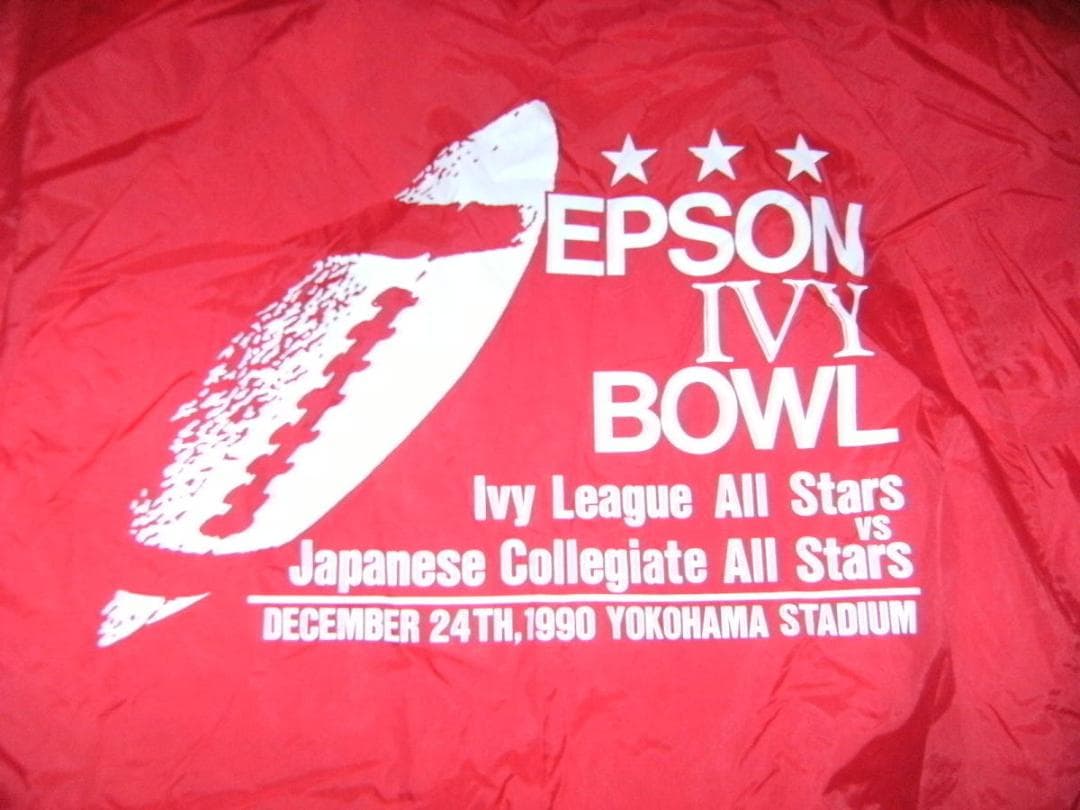 EPSON
IVY
BOWL
Ivy League All Stars
vs
Japanese Collegiate All Stars
DECEMBER 24TH,1990 YOKOHAMA STADIUM